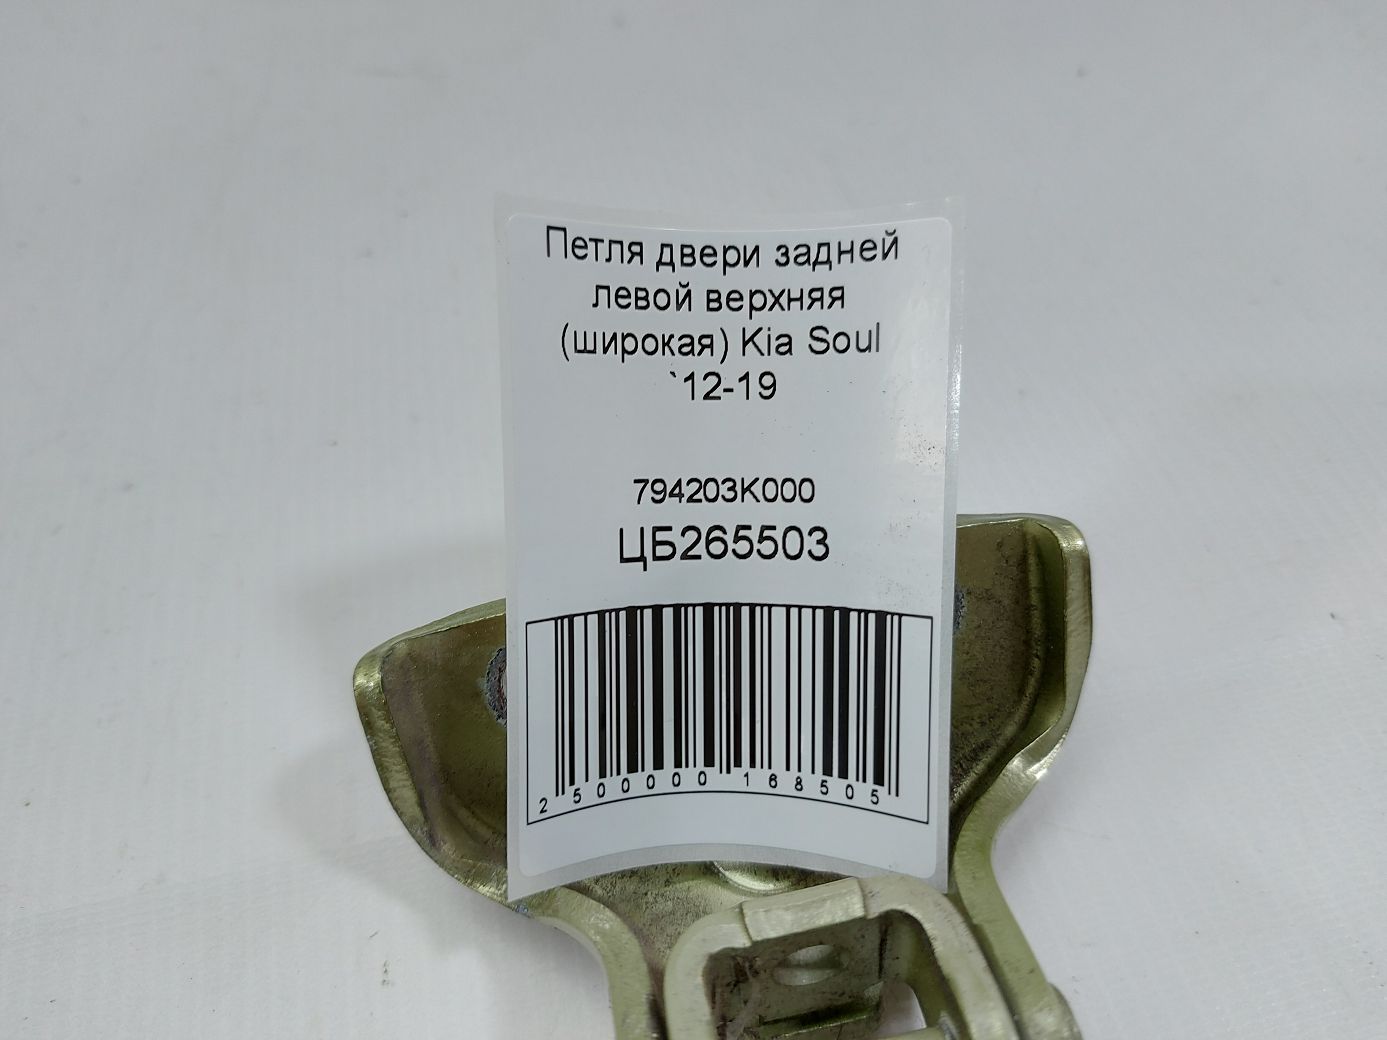 Петля двери задней
левой верхняя
(широкая) Kia Soul
`12-19
794203K000
ЦБ265503
2500000168505